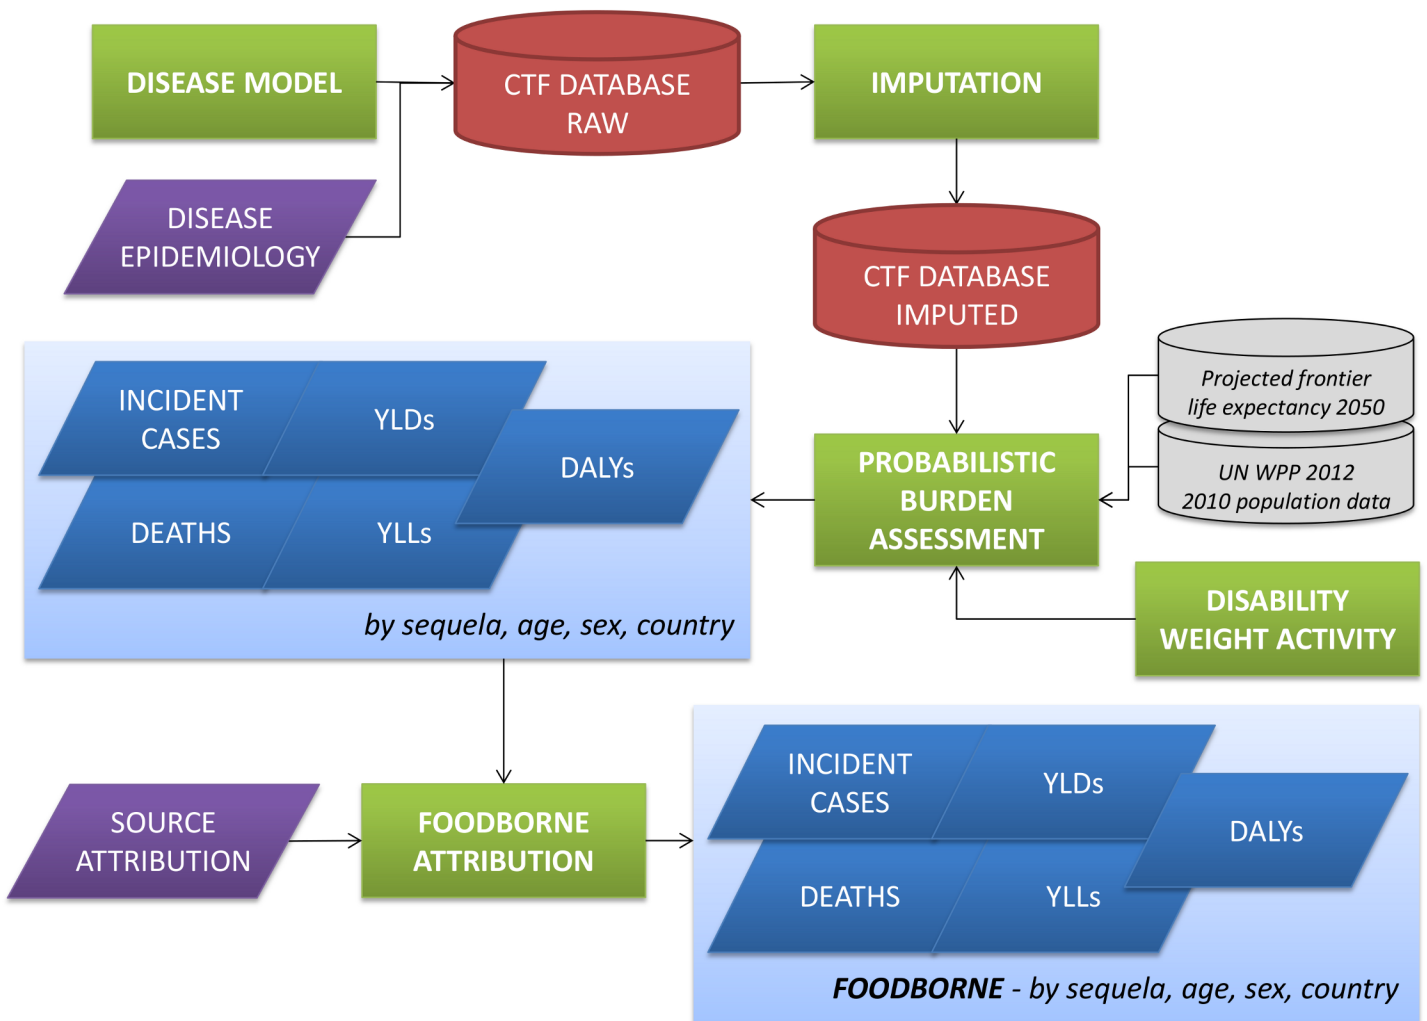 DISEASE MODEL
CTF DATABASE
RAW
IMPUTATION
DISEASE
EPIDEMIOLOGY
CTF DATABASE
IMPUTED
Projected frontier
life expectancy 2050
UN WPP 2012
2010 population data
PROBABILISTIC
BURDEN
ASSESSMENT
DISABILITY
WEIGHT ACTIVITY
INCIDENT
CASES
YLDs
DALYs
DEATHS
YLLs
by sequela, age, sex, country
SOURCE
ATTRIBUTION
FOODBORNE
ATTRIBUTION
INCIDENT
CASES
YLDs
DALYs
DEATHS
YLLs
FOODBORNE - by sequela, age, sex, country